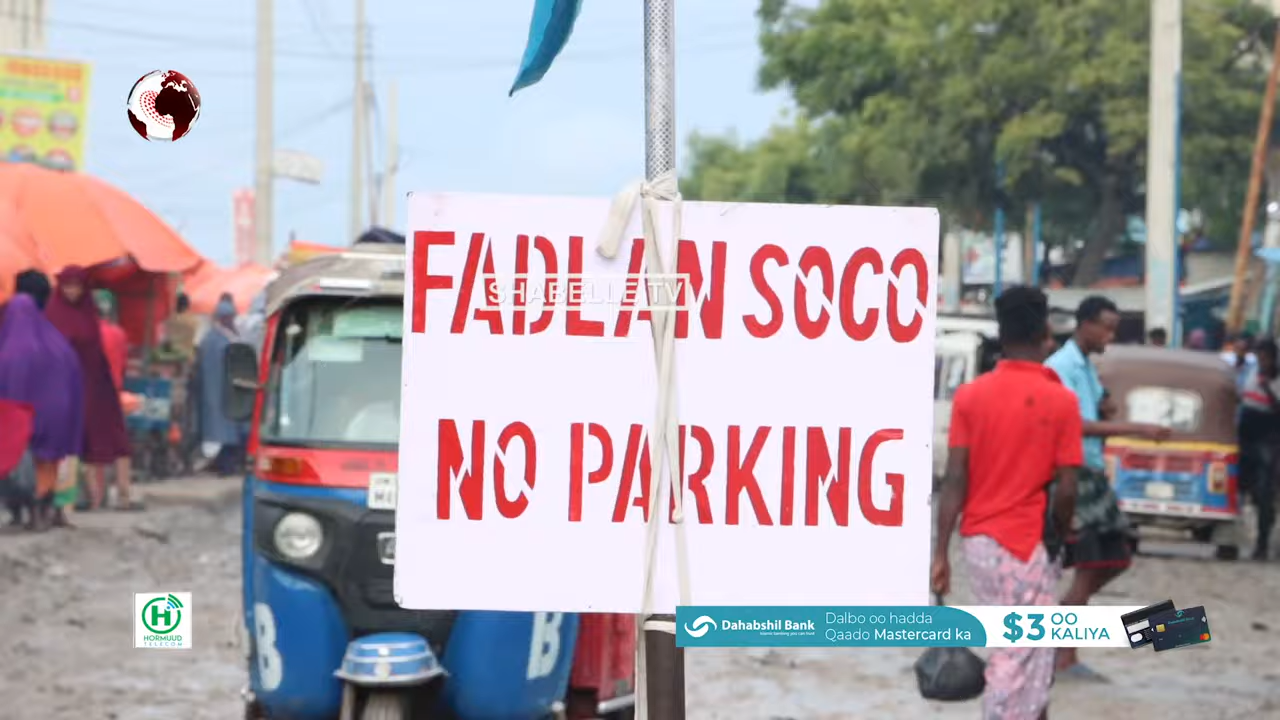 FADLAN SOCO
SHABELLE TV
NO PARKING
B
B
HORMUUD
TELECOM
Dahabshil Bank
Dalbo oo hadda
Qaado Mastercard ka
$3 OO
KALIYA